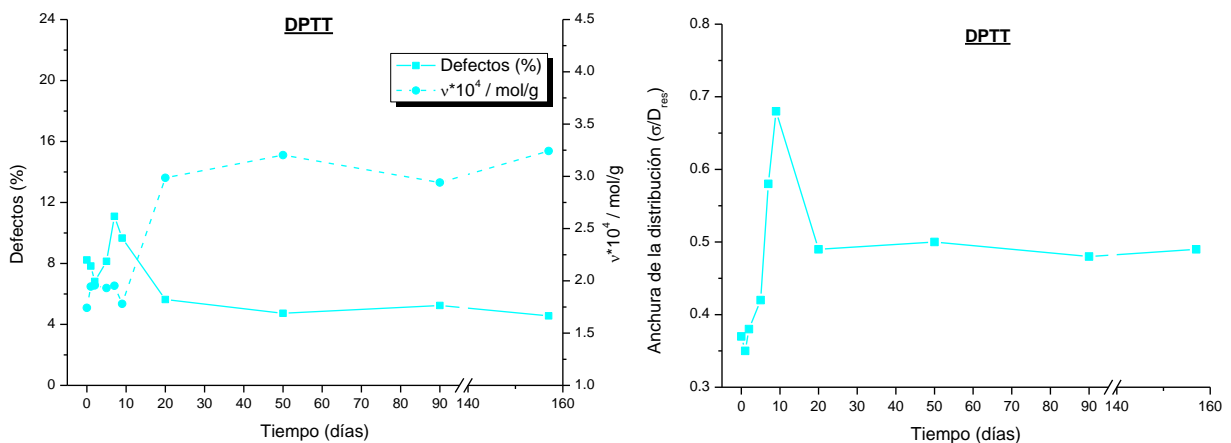 DPTT
Defectos (%)
ν*10⁴ / mol/g
24
20
16
12
8
4
0
Defectos (%)
4.5
4.0
3.5
3.0
2.5
2.0
1.5
1.0
ν*10⁴ / mol/g
0 10 20 30 40 50 60 70 80 90 140 160
Tiempo (días)
DPTT
0.8
0.7
0.6
0.5
0.4
0.3
Anchura de la distribución (σ/D_res)
0 10 20 30 40 50 60 70 80 90 140 160
Tiempo (días)